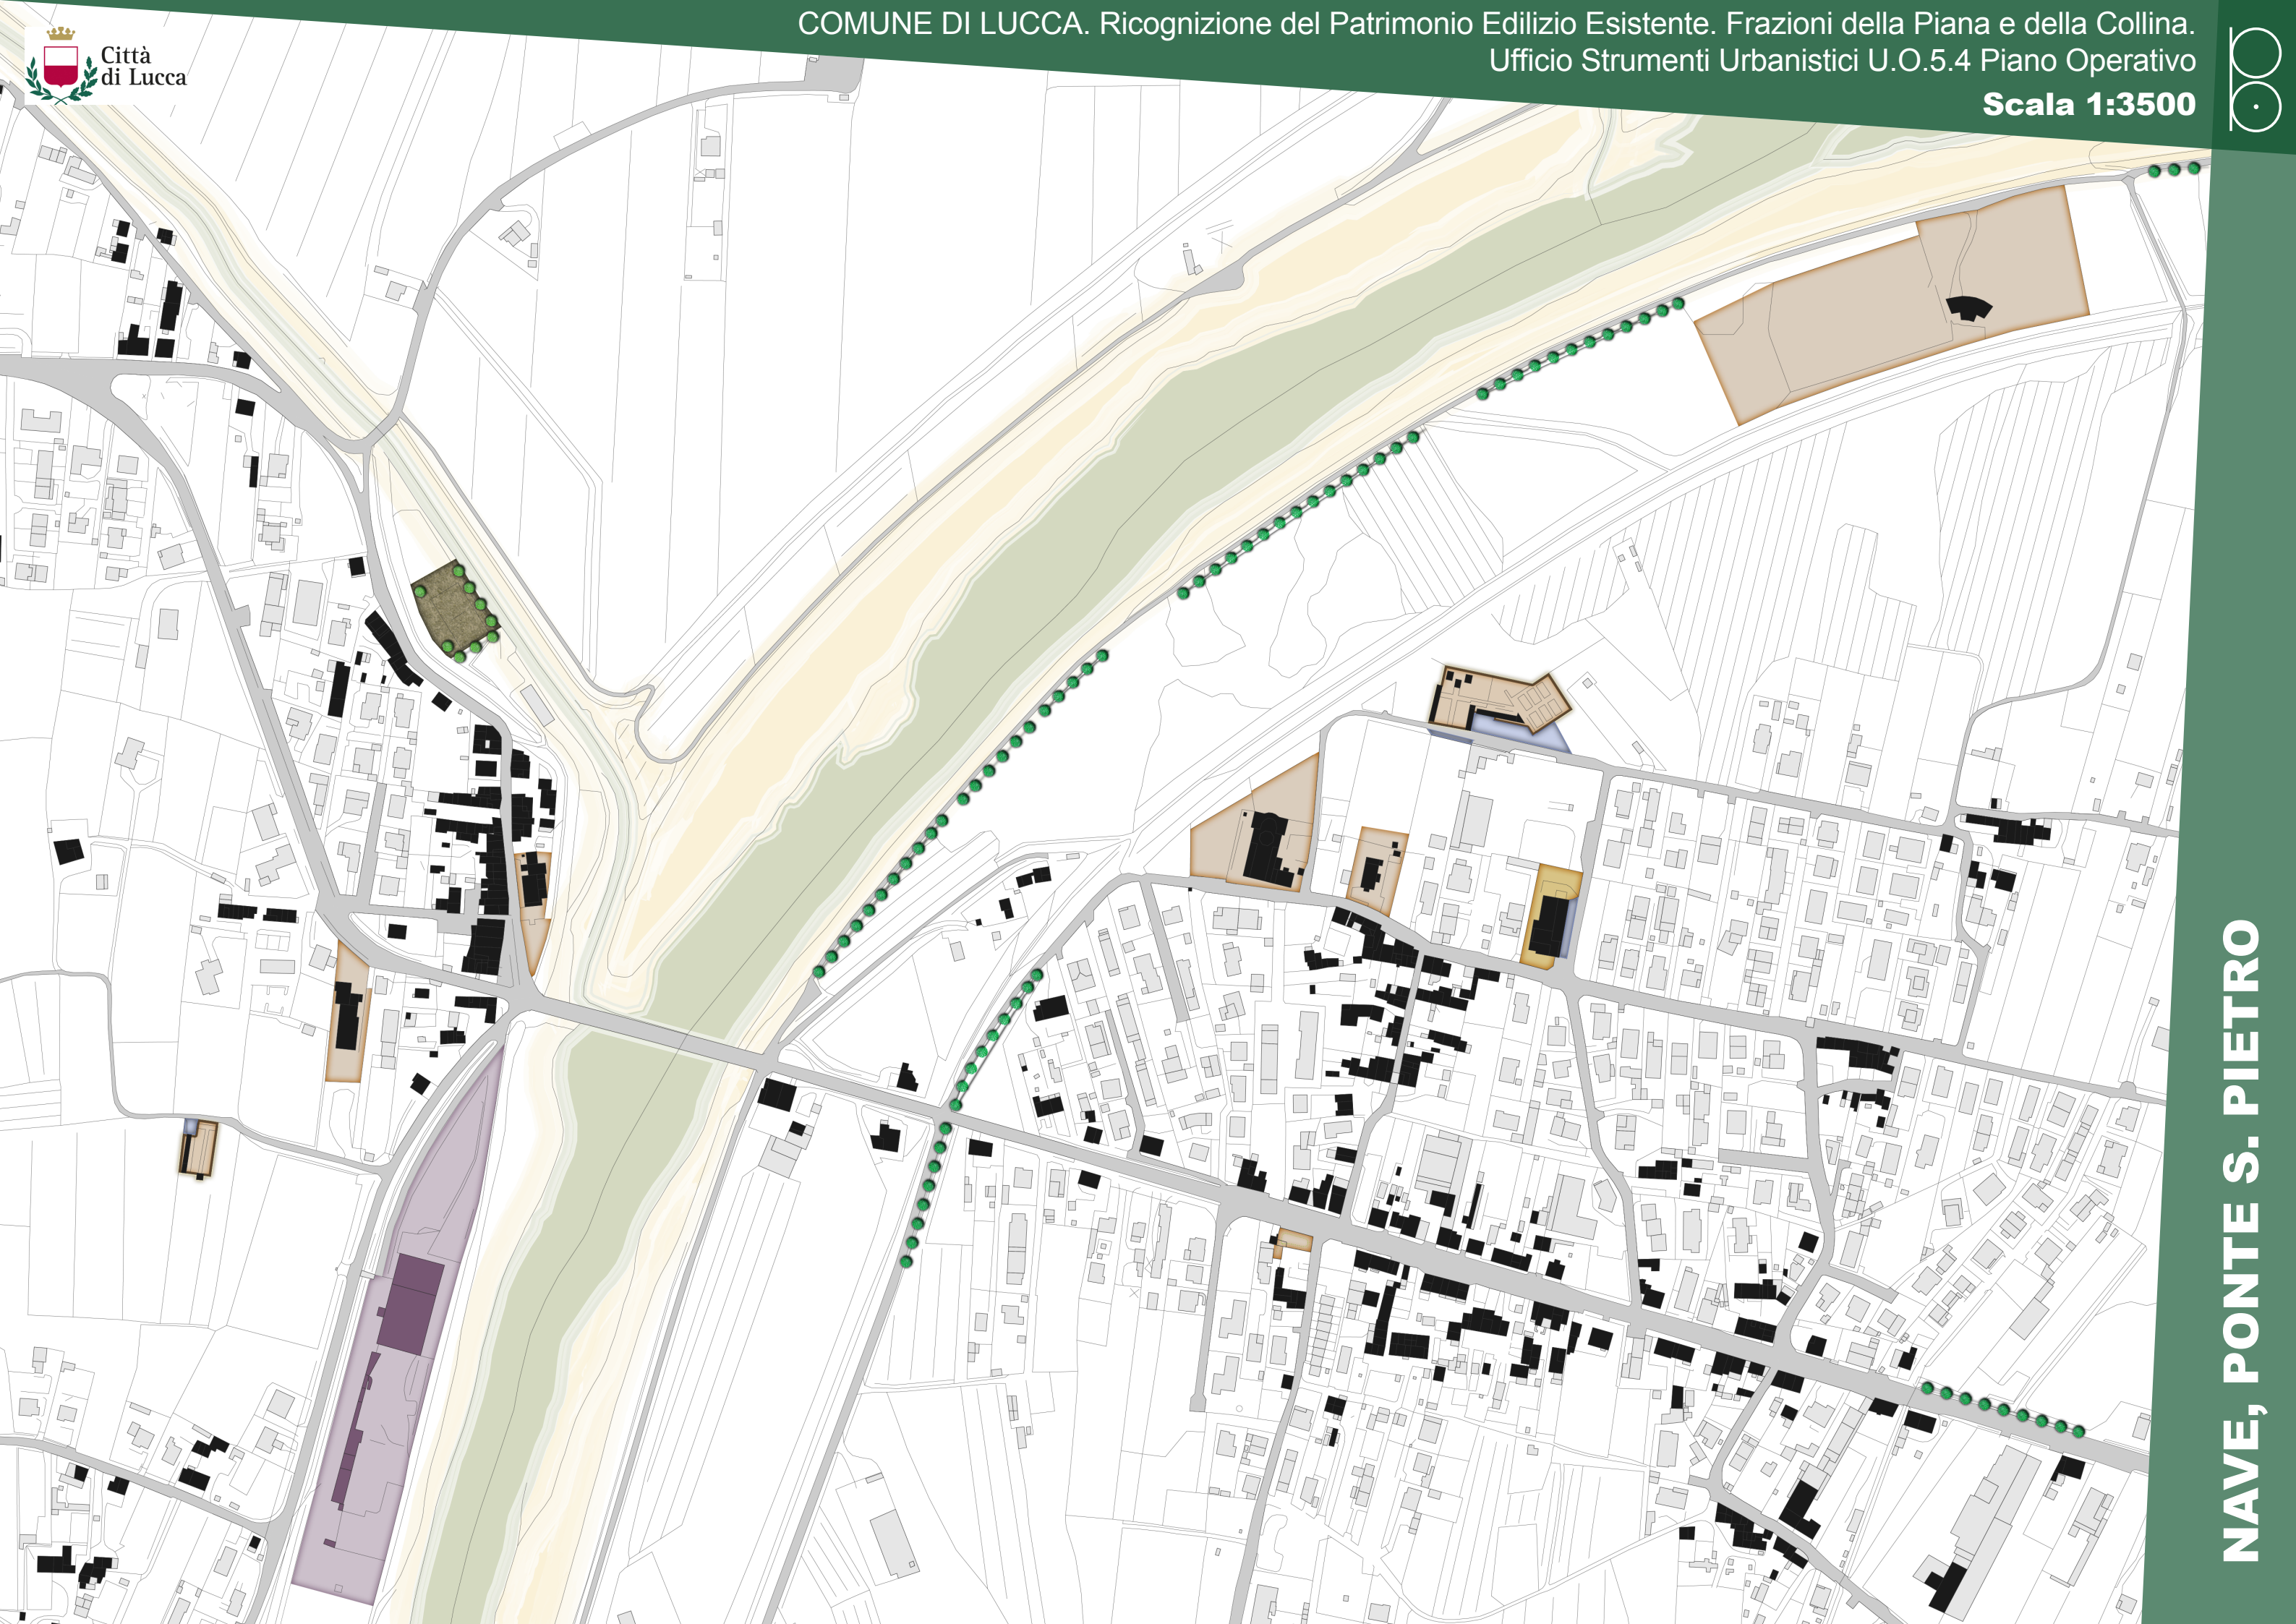 COMUNE DI LUCCA. Ricognizione del Patrimonio Edilizio Esistente. Frazioni della Piana e della Collina.
Ufficio Strumenti Urbanistici U.O.5.4 Piano Operativo
Scala 1:3500
Città
di Lucca
NAVE, PONTE S. PIETRO